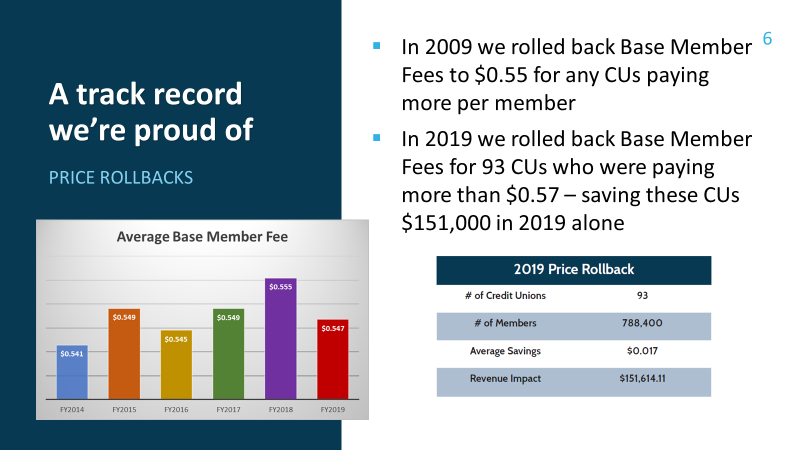 6
A track record
we're proud of
PRICE ROLLBACKS
▪ In 2009 we rolled back Base Member
Fees to $0.55 for any CUs paying
more per member
▪ In 2019 we rolled back Base Member
Fees for 93 CUs who were paying
more than $0.57 – saving these CUs
$151,000 in 2019 alone
Average Base Member Fee
$0.541
$0.549
$0.545
$0.549
$0.555
$0.547
FY2014 FY2015 FY2016 FY2017 FY2018 FY2019
2019 Price Rollback
# of Credit Unions 93
# of Members 788,400
Average Savings $0.017
Revenue Impact $151,614.11